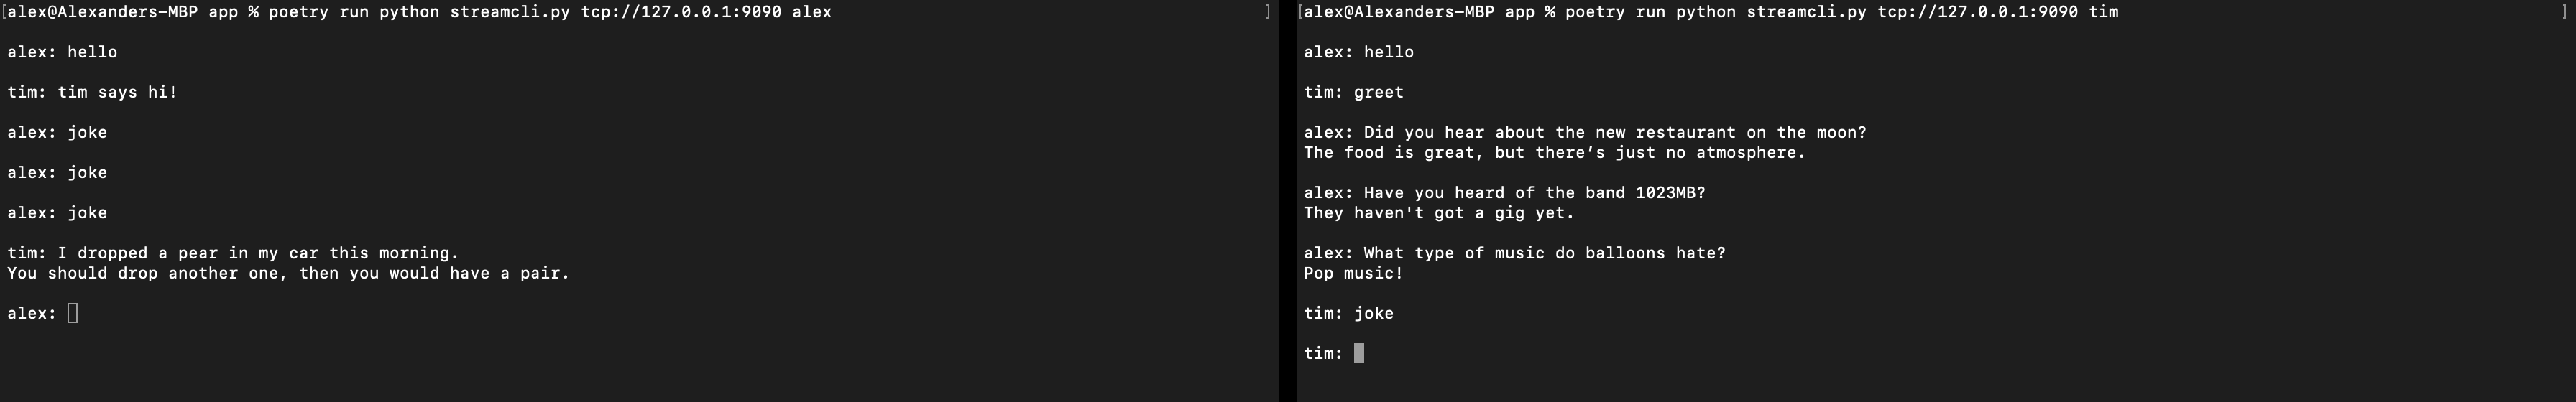 [alex@Alexanders-MBP app % poetry run python streamcli.py tcp://127.0.0.1:9090 alex ]
alex: hello
tim: tim says hi!
alex: joke
alex: joke
alex: joke
tim: I dropped a pear in my car this morning.
You should drop another one, then you would have a pair.
alex:
[alex@Alexanders-MBP app % poetry run python streamcli.py tcp://127.0.0.1:9090 tim ]
alex: hello
tim: greet
alex: Did you hear about the new restaurant on the moon?
The food is great, but there’s just no atmosphere.
alex: Have you heard of the band 1023MB?
They haven't got a gig yet.
alex: What type of music do balloons hate?
Pop music!
tim: joke
tim: